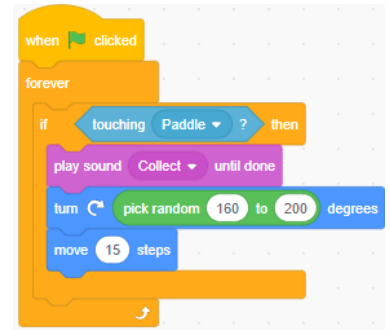 when clicked
forever
if touching Paddle ? then
play sound Collect until done
turn pick random 160 to 200 degrees
move 15 steps